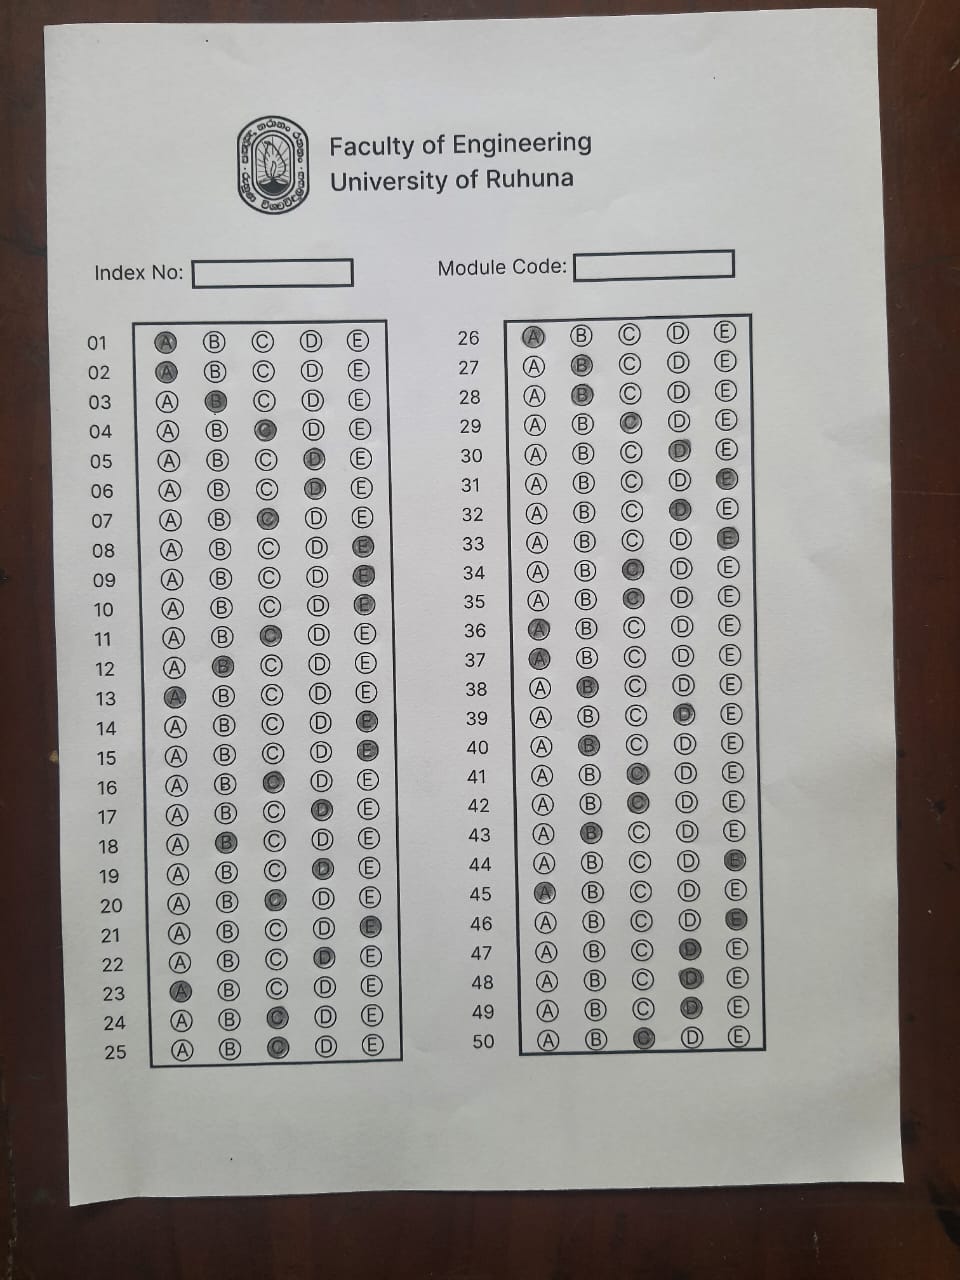 Faculty of Engineering
University of Ruhuna
Index No:
Module Code:
01 A B C D E
02 A B C D E
03 A B C D E
04 A B C D E
05 A B C D E
06 A B C D E
07 A B C D E
08 A B C D E
09 A B C D E
10 A B C D E
11 A B C D E
12 A B C D E
13 A B C D E
14 A B C D E
15 A B C D E
16 A B C D E
17 A B C D E
18 A B C D E
19 A B C D E
20 A B C D E
21 A B C D E
22 A B C D E
23 A B C D E
24 A B C D E
25 A B C D E
26 A B C D E
27 A B C D E
28 A B C D E
29 A B C D E
30 A B C D E
31 A B C D E
32 A B C D E
33 A B C D E
34 A B C D E
35 A B C D E
36 A B C D E
37 A B C D E
38 A B C D E
39 A B C D E
40 A B C D E
41 A B C D E
42 A B C D E
43 A B C D E
44 A B C D E
45 A B C D E
46 A B C D E
47 A B C D E
48 A B C D E
49 A B C D E
50 A B C D E